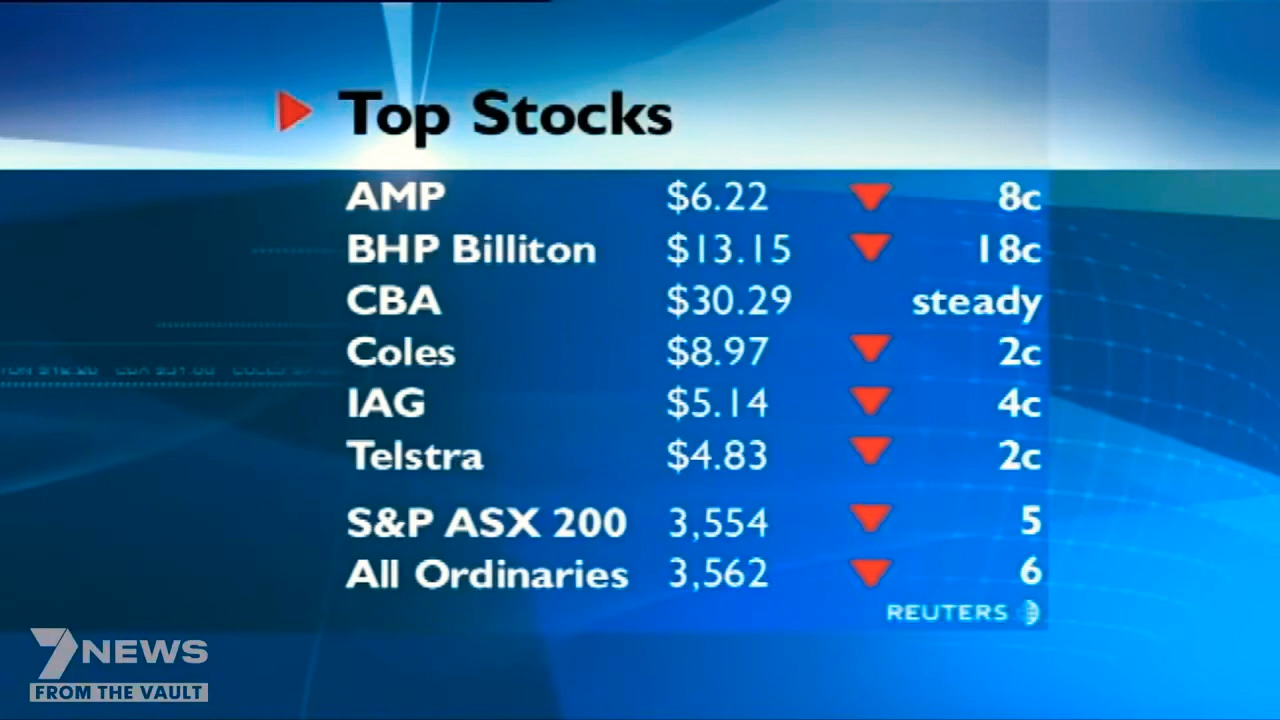 Top Stocks
AMP $6.22 ▼ 8c
BHP Billiton $13.15 ▼ 18c
CBA $30.29 steady
Coles $8.97 ▼ 2c
IAG $5.14 ▼ 4c
Telstra $4.83 ▼ 2c
S&P ASX 200 3,554 ▼ 5
All Ordinaries 3,562 ▼ 6
REUTERS
7NEWS
FROM THE VAULT